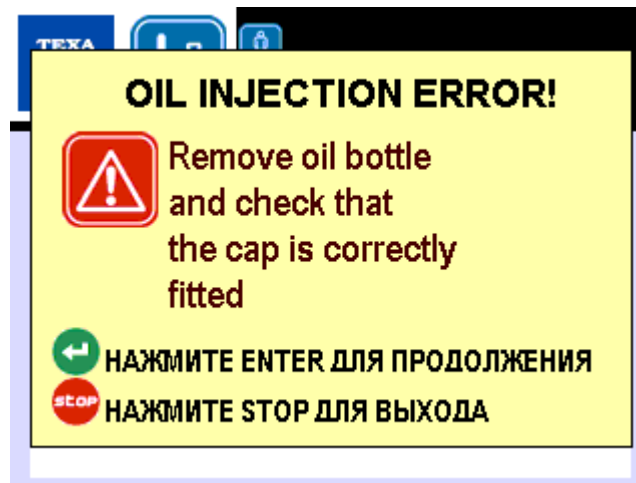 TEXA
OIL INJECTION ERROR!
Remove oil bottle
and check that
the cap is correctly
fitted
НАЖМИТЕ ENTER ДЛЯ ПРОДОЛЖЕНИЯ
stop НАЖМИТЕ STOP ДЛЯ ВЫХОДА